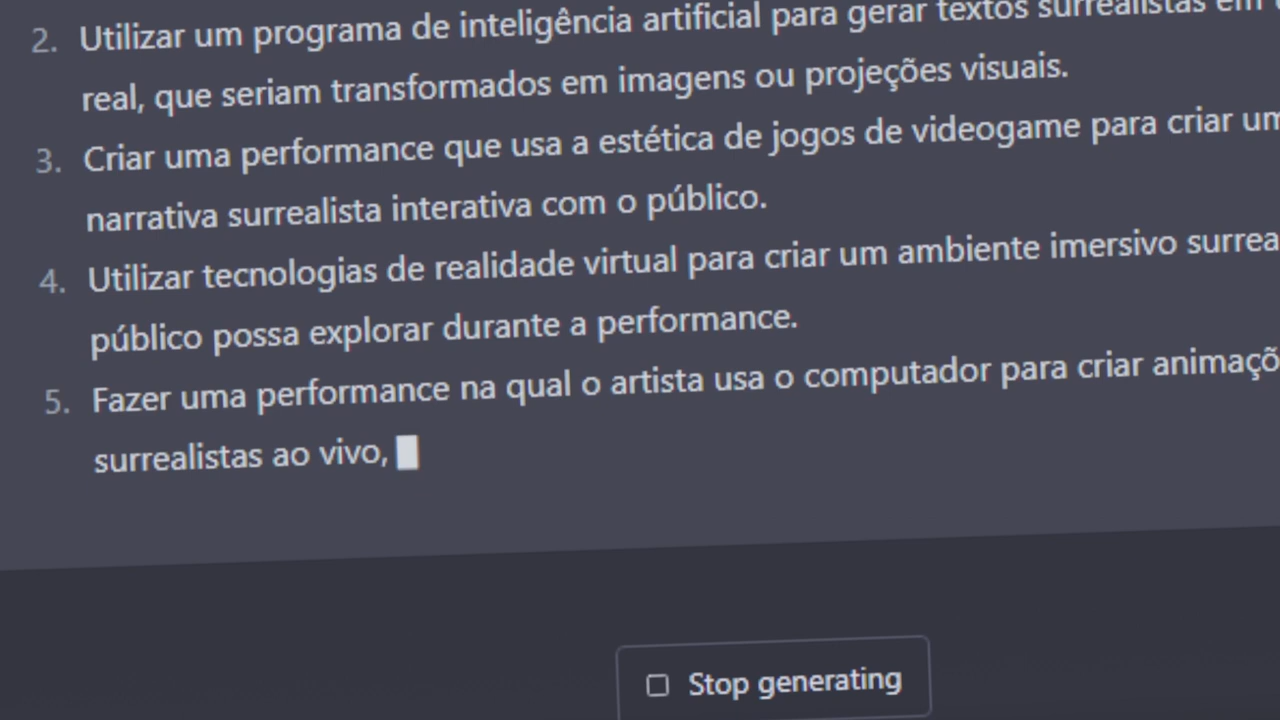 2. Utilizar um programa de inteligência artificial para gerar textos surrealistas em
real, que seriam transformados em imagens ou projeções visuais.
3. Criar uma performance que usa a estética de jogos de videogame para criar um
narrativa surrealista interativa com o público.
4. Utilizar tecnologias de realidade virtual para criar um ambiente imersivo surrea
público possa explorar durante a performance.
5. Fazer uma performance na qual o artista usa o computador para criar animaçõ
surrealistas ao vivo,
Stop generating